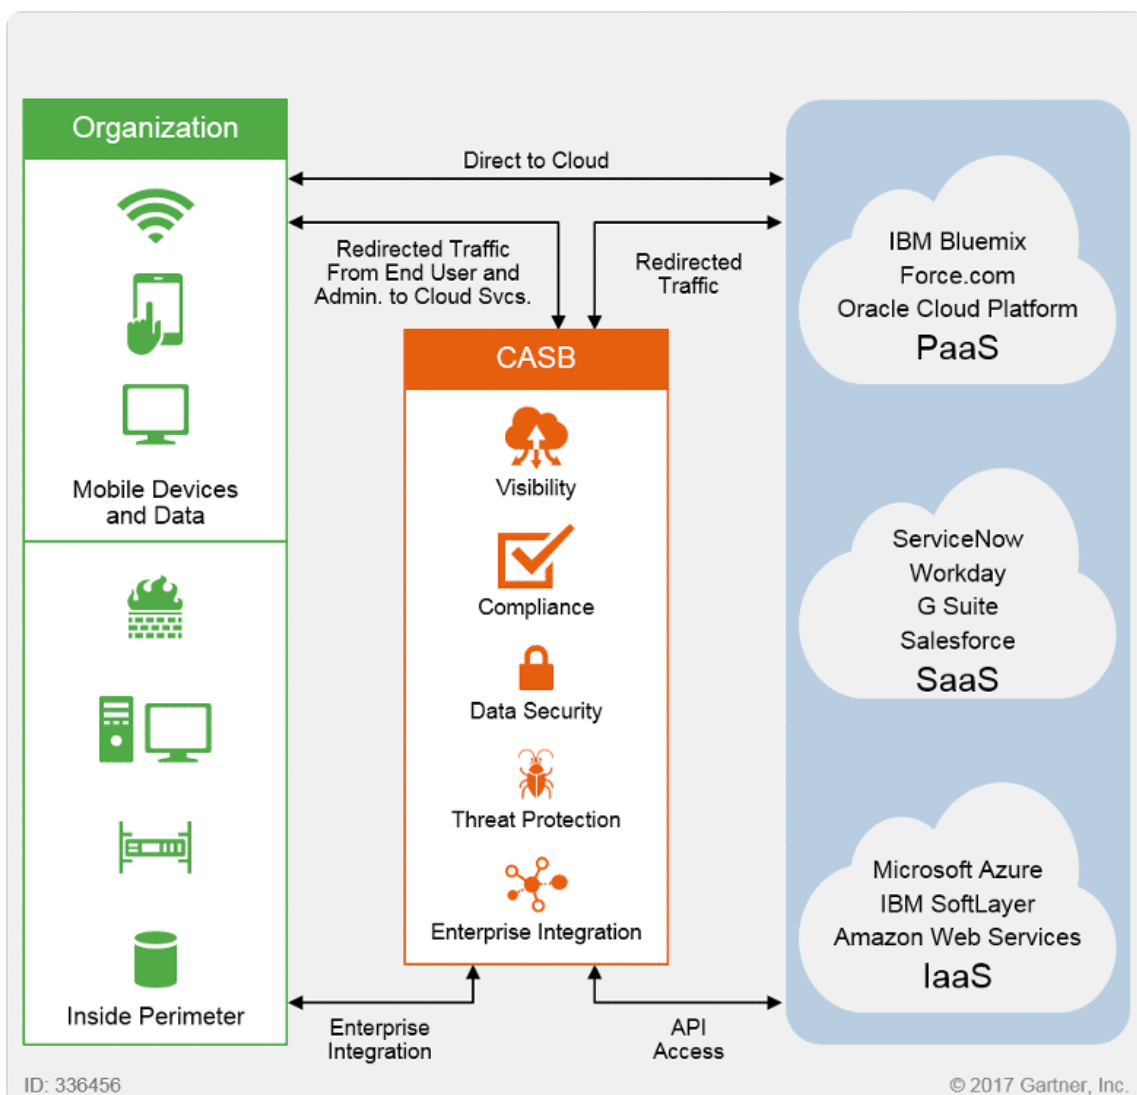 Organization
Mobile Devices
and Data
Inside Perimeter
Direct to Cloud
Redirected Traffic
From End User and
Admin. to Cloud Svcs.
Redirected
Traffic
CASB
Visibility
Compliance
Data Security
Threat Protection
Enterprise Integration
Enterprise
Integration
API
Access
IBM Bluemix
Force.com
Oracle Cloud Platform
PaaS
ServiceNow
Workday
G Suite
Salesforce
SaaS
Microsoft Azure
IBM SoftLayer
Amazon Web Services
IaaS
ID: 336456
© 2017 Gartner, Inc.